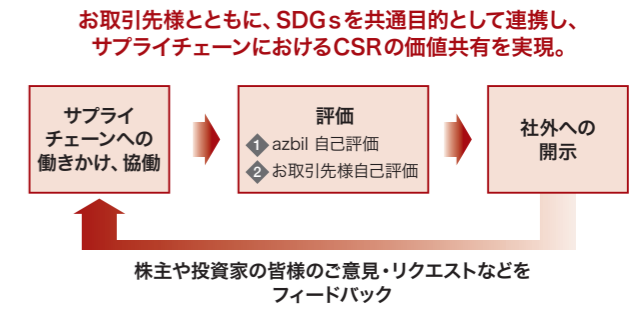 お取引先様とともに、SDGsを共通目的として連携し、
サプライチェーンにおけるCSRの価値共有を実現。
サプライ
チェーンへの
働きかけ、協働
評価
1 azbil 自己評価
2 お取引先様自己評価
社外への
開示
株主や投資家の皆様のご意見・リクエストなどを
フィードバック